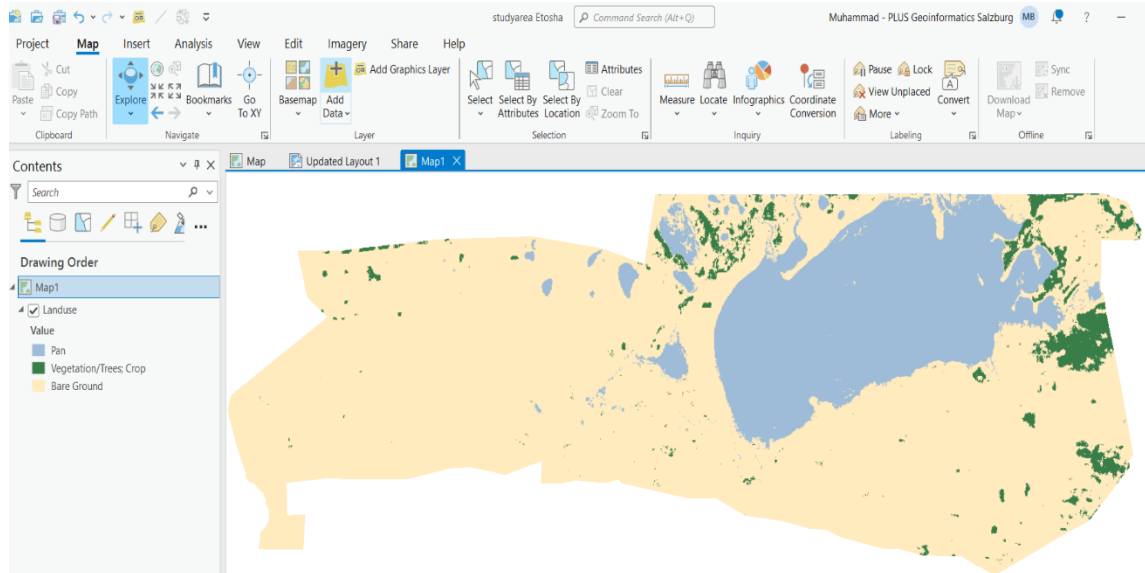 studyarea Etosha
Command Search (Alt+Q)
Muhammad - PLUS Geoinformatics Salzburg
MB
?
Project Map Insert Analysis View Edit Imagery Share Help
Paste
Cut
Copy
Copy Path
Clipboard
Explore
Bookmarks
Go
To XY
Navigate
Basemap
Add
Data
Add Graphics Layer
Layer
Select
Select By
Attributes
Select By
Location
Attributes
Clear
Zoom To
Selection
Measure
Locate
Infographics
Coordinate
Conversion
Inquiry
Pause
Lock
View Unplaced
More
Convert
Labeling
Download
Map
Sync
Remove
Offline
Contents
Search
Drawing Order
Map1
Landuse
Value
Pan
Vegetation/Trees; Crop
Bare Ground
Map
Updated Layout 1
Map1